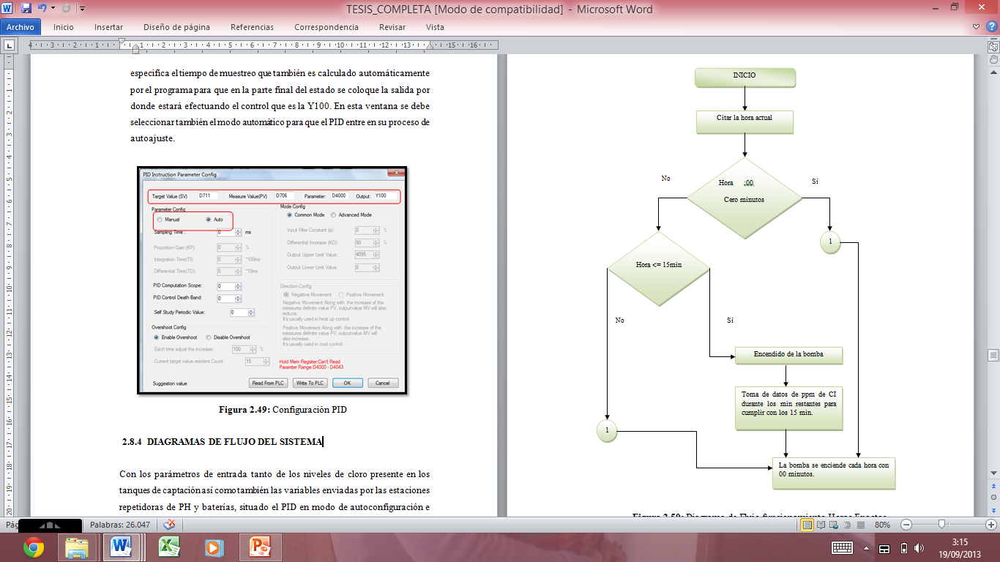 TESIS_COMPLETA [Modo de compatibilidad] - Microsoft Word
Archivo Inicio Insertar Diseño de página Referencias Correspondencia Revisar Vista
especifica el tiempo de muestreo que también es calculado automáticamente
por el programa para que en la parte final del estado se coloque la salida por
donde estará efectuando el control que es la Y100. En esta ventana se debe
seleccionar también el modo automático para que el PID entre en su proceso de
autoajuste.
PID Instruction Parameter Config
Target Value (SV) D711 Measure Value(PV) D706 Parameter: D4000 Output: Y100
Parameter Config
Manual Auto
Sampling Time : 0 ms
Proportion Gain (KP): 0 %
Integration Time(TI): 0 *100ms
Differential Time(TD): 0 *10ms
PID Computation Scope: 0
PID Control Death Band: 0
Self Study Periodic Value: 0
Overshoot Config
Enable Overshoot Disable Overshoot
Each time adjust the increase: 100 %
Current target value resident Count: 15
Suggestion value
Mode Config
Common Mode Advanced Mode
Input Filter Constant (a): 0 %
Differential Increase (KD): 50 %
Output Upper Limit Value: 4095
Output Lower Limit Value: 0
Direction Config
Negative Movement Positive Movement
Negative Movement:Along with the increase of the
measures definite value PV, outputvalue MV will also
reduce.
It's usually used in heat up control.
Positive Movement:Along with the increase of the
measures definite value PV, outputvalue MV will
also increase.
It's usually used in cool control.
Hold Mem Register:Can't Read
Paramter Range:D4000 - D4043
Read From PLC Write To PLC OK Cancel
Figura 2.49: Configuración PID
2.8.4 DIAGRAMAS DE FLUJO DEL SISTEMA
Con los parámetros de entrada tanto de los niveles de cloro presente en los
tanques de captación así como también las variables enviadas por las estaciones
repetidoras de PH y baterías, situado el PID en modo de autoconfiguración e
INICIO
Citar la hora actual
No
Hora :00
Cero minutos
Si
1
Hora <= 15min
No
Si
Encendido de la bomba
Toma de datos de ppm de CI
durante los min restantes para
cumplir con los 15 min.
1
La bomba se enciende cada hora con
00 minutos.
Figura 2.50: Diagrama de Flujo funcionamiento Horas Exactas
Palabras: 26.047
80%
3:15
19/09/2013